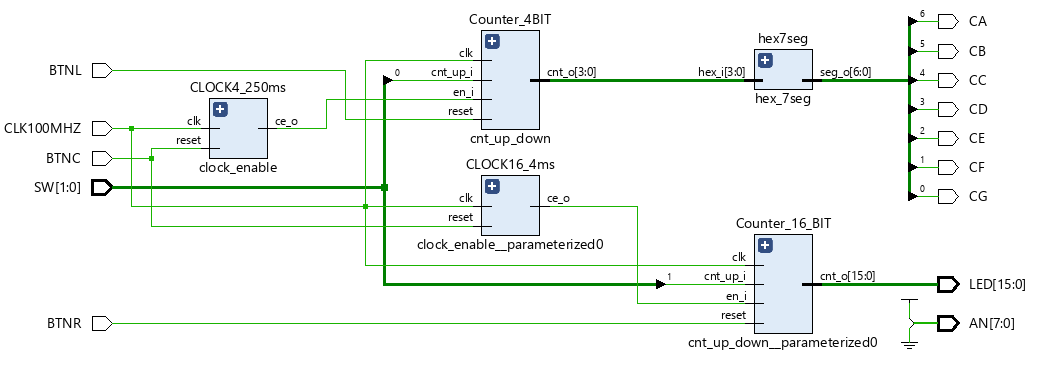 Counter_4BIT
clk
cnt_up_i
en_i
reset
cnt_o[3:0]
cnt_up_down
0
hex7seg
hex_i[3:0]
seg_o[6:0]
hex_7seg
6
CA
5
CB
4
CC
3
CD
2
CE
1
CF
0
CG
BTNL
CLK100MHZ
BTNC
SW[1:0]
CLOCK4_250ms
clk
reset
ce_o
clock_enable
CLOCK16_4ms
clk
reset
ce_o
clock_enable__parameterized0
Counter_16_BIT
clk
1
cnt_up_i
en_i
reset
cnt_o[15:0]
cnt_up_down__parameterized0
LED[15:0]
AN[7:0]
BTNR